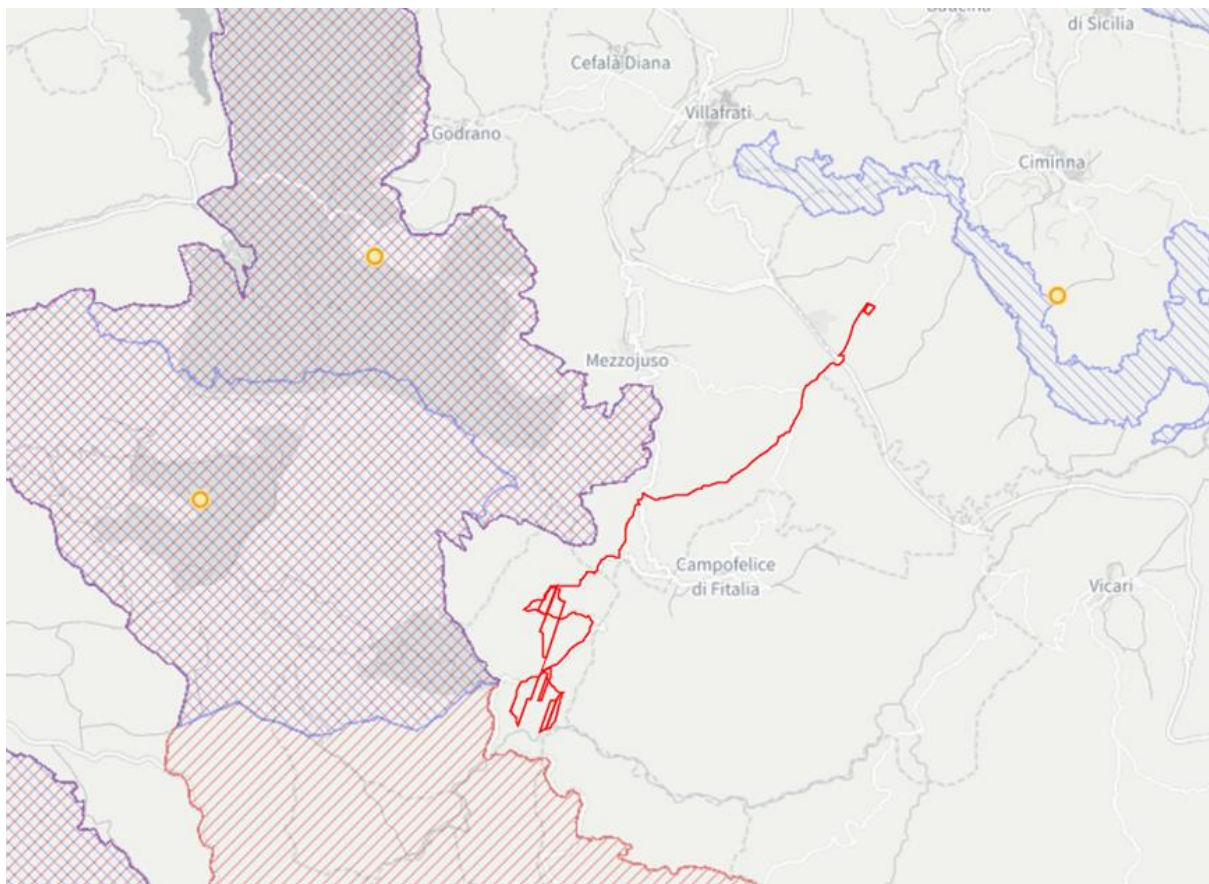 di Sicilia
Cefalà Diana
Villafrati
Godrano
Ciminna
Mezzojuso
Campofelice
di Fitalia
Vicari